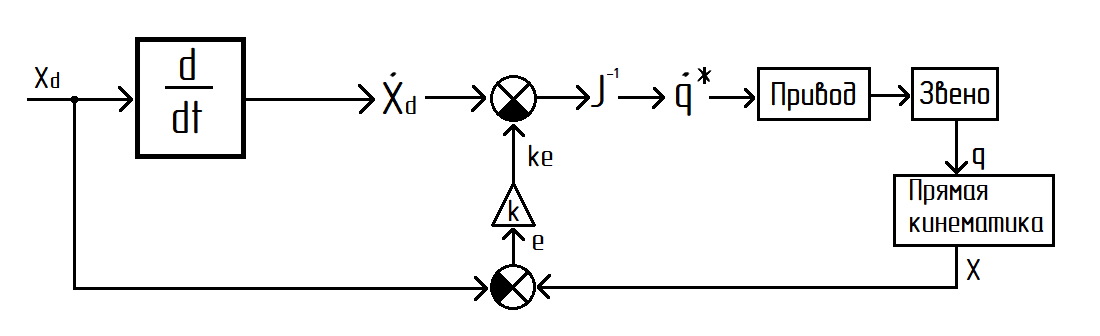 Xd
d
dt
Ẋd
J⁻¹
q̇*
Привод
Звено
ke
q
k
Прямая
кинематика
e
X